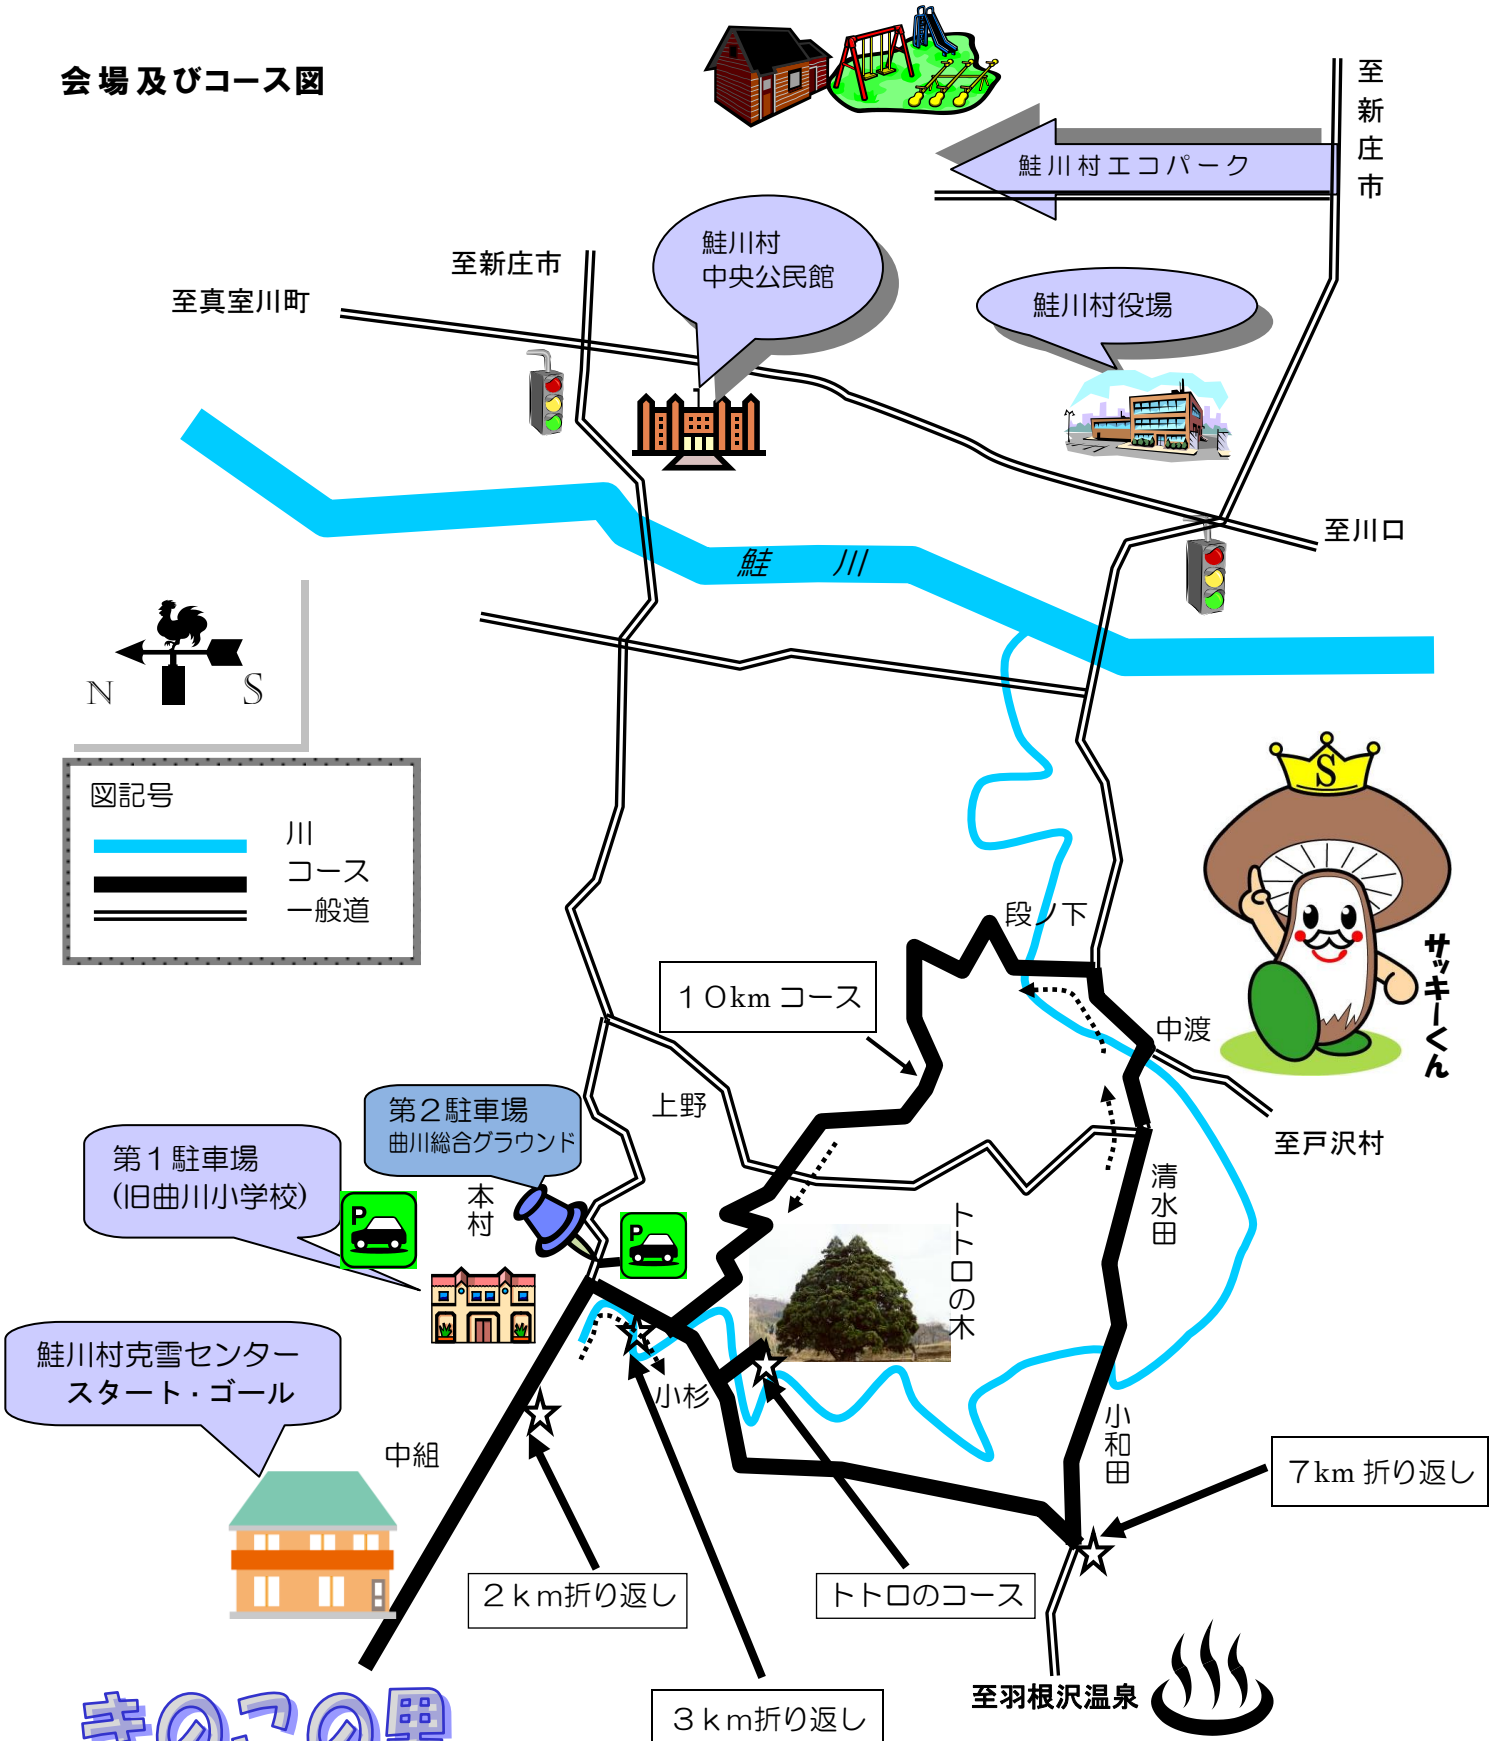 会場及びコース図
至新庄市
鮭川村エコパーク
鮭川村
中央公民館
至新庄市
至真室川町
鮭川村役場
至川口
鮭　川
N S
図記号
川
コース
一般道
S
サッキーくん
段ノ下
１０km コース
中渡
至戸沢村
上野
第２駐車場
曲川総合グラウンド
第１駐車場
(旧曲川小学校)
P
本村
P
清水田
トトロの木
鮭川村克雪センター
スタート・ゴール
小杉
中組
小和田
７km 折り返し
２ｋｍ折り返し
トトロのコース
３ｋｍ折り返し
至羽根沢温泉
きのこの里